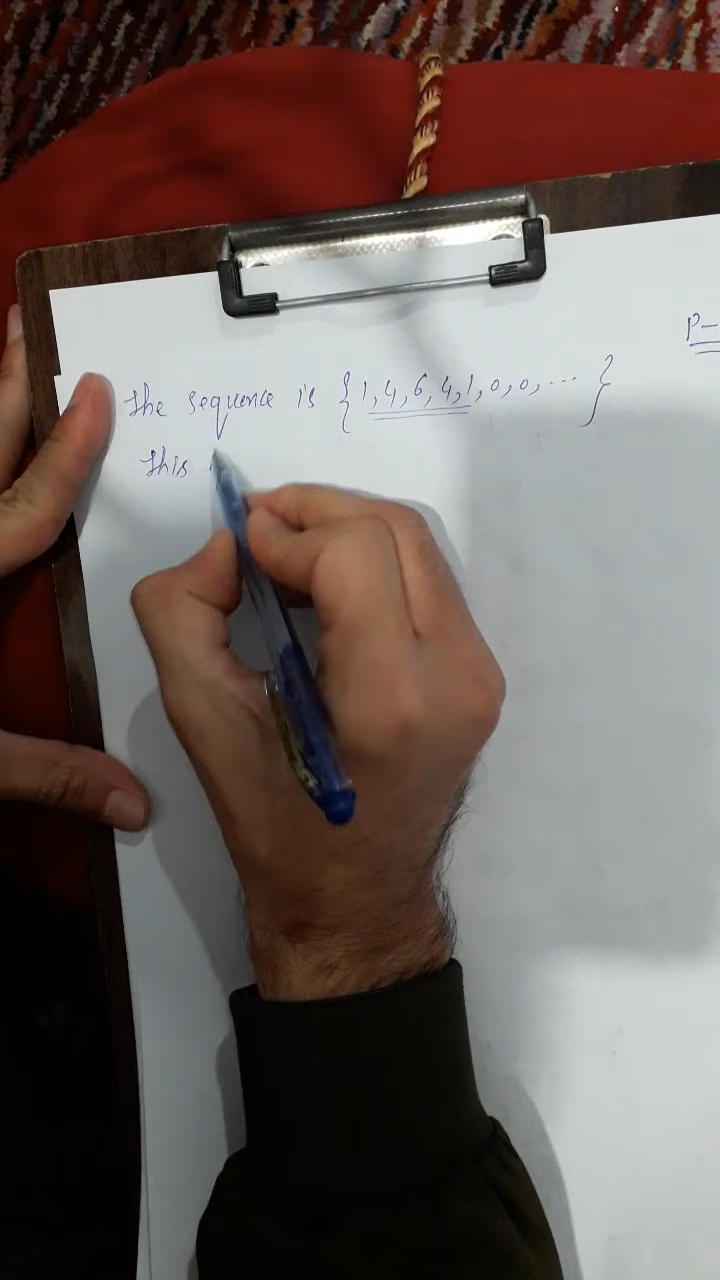 P-
The sequence is {1, 4, 6, 4, 1, 0, 0, ... }
This